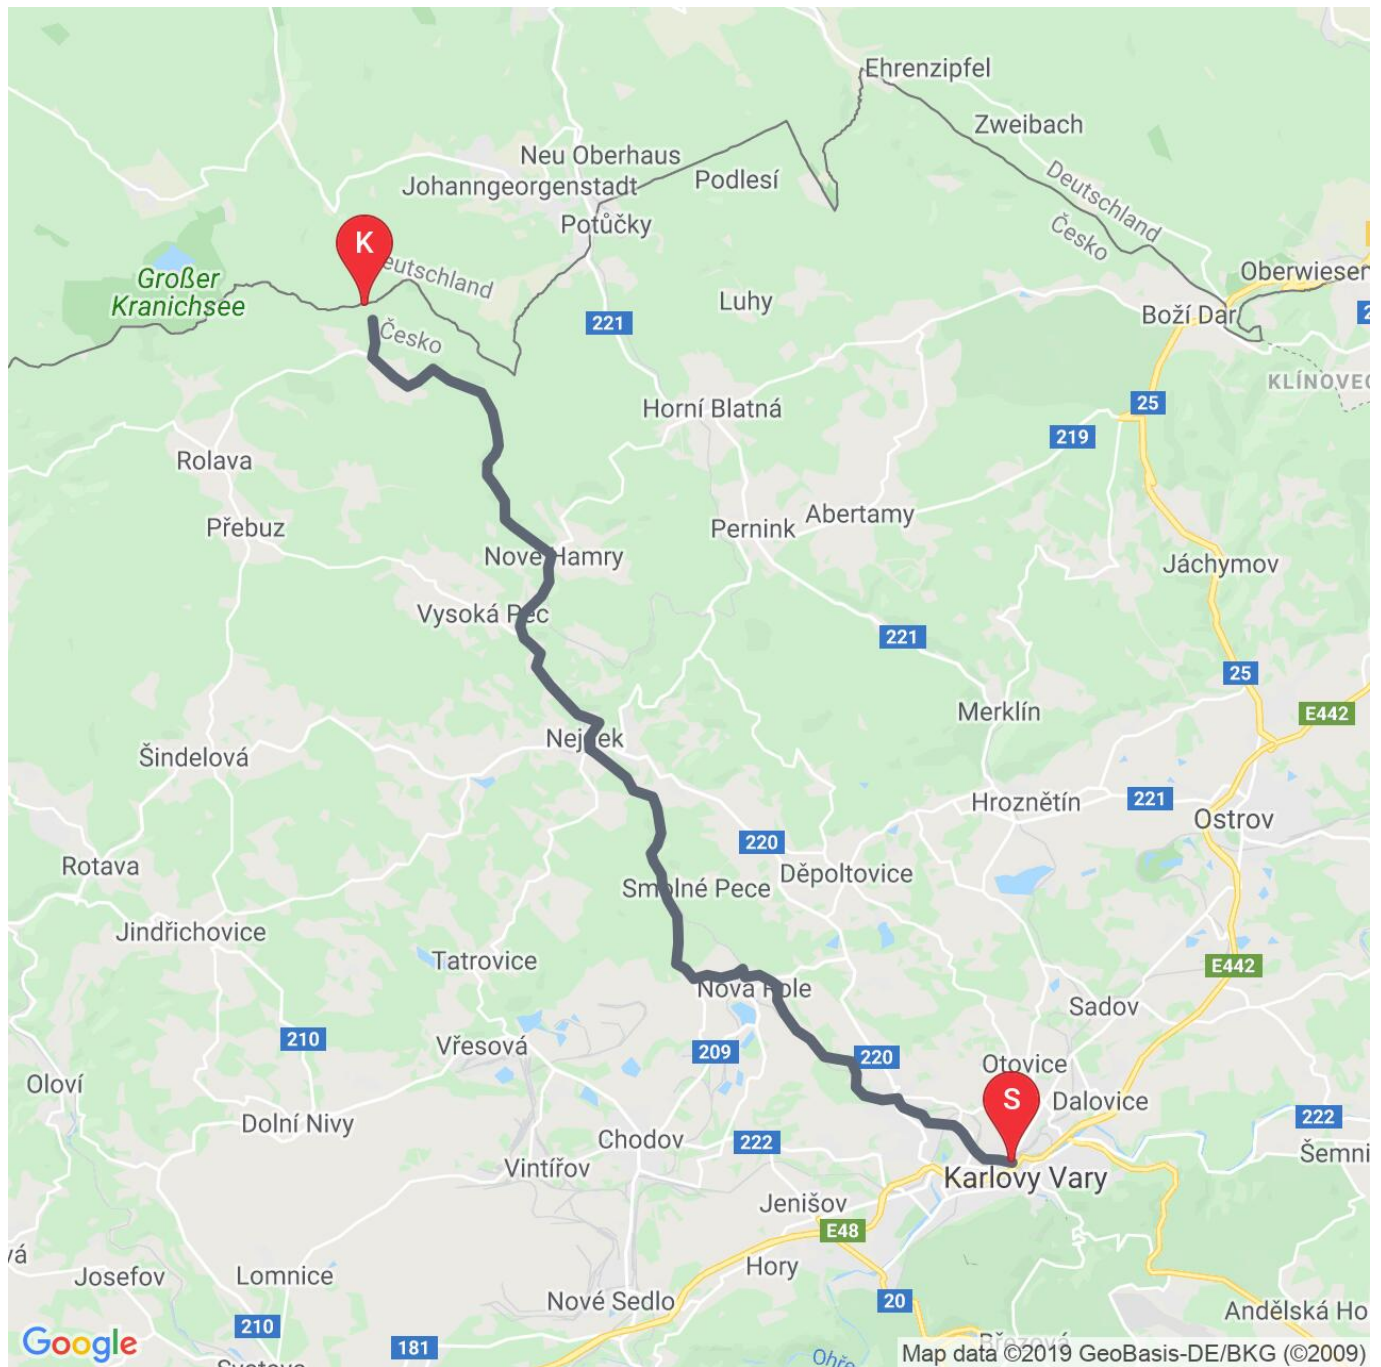 Ehrenzipfel
Zweibach
Neu Oberhaus
Johanngeorgenstadt
Podlesí
Deutschland
Česko
Potůčky
K
Deutschland
Großer
Kranichsee
Oberwiesen
Luhy
Boží Dar
221
Česko
KLÍNOVEC
25
Horní Blatná
219
Rolava
Abertamy
Přebuz
Pernink
Nové Hamry
Jáchymov
Vysoká Pec
221
25
Merklín
E442
Nejdek
Šindelová
221
Hroznětín
Ostrov
220
Rotava
Děpoltovice
Smolné Pece
Jindřichovice
Tatrovice
E442
Nová Role
Sadov
210
Vřesová
209
220
Otovice
Oloví
S
Dalovice
Dolní Nivy
222
Chodov
222
Vintířov
Šemni
Karlovy Vary
Jenišov
E48
vá
Josefov
Lomnice
Hory
Nové Sedlo
20
Andělská Ho
210
181
Google
Březová
Ohře
Map data ©2019 GeoBasis-DE/BKG (©2009)